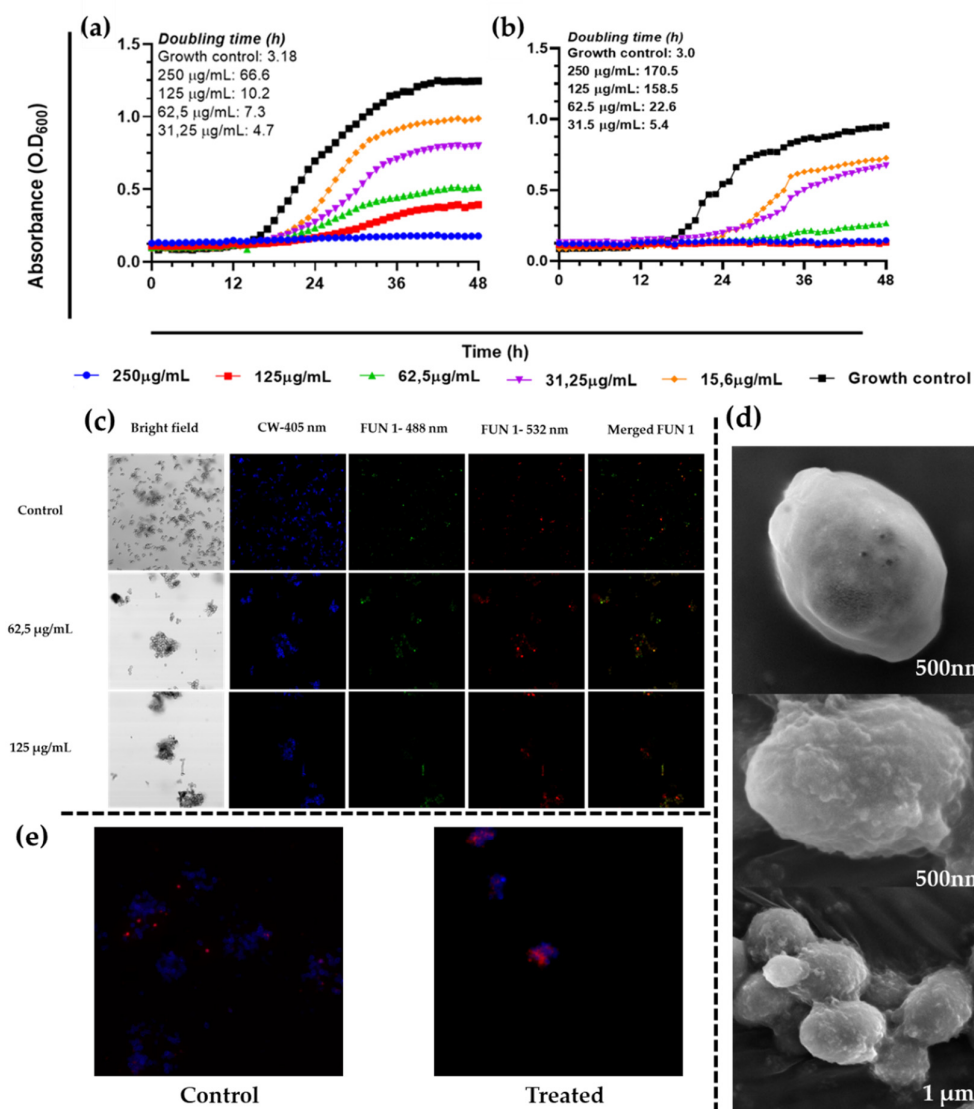 (a)
Doubling time (h)
Growth control: 3.18
250 µg/mL: 66.6
125 µg/mL: 10.2
62,5 µg/mL: 7.3
31,25 µg/mL: 4.7
1.5
1.0
0.5
0.0
0
12
24
36
48
(b)
Doubling time (h)
Growth control: 3.0
250 µg/mL: 170.5
125 µg/mL: 158.5
62.5 µg/mL: 22.6
31.5 µg/mL: 5.4
1.5
1.0
0.5
0.0
0
12
24
36
48
Absorbance (O.D600)
Time (h)
250µg/mL
125µg/mL
62,5µg/mL
31,25µg/mL
15,6µg/mL
Growth control
(c)
Bright field
CW-405 nm
FUN 1- 488 nm
FUN 1- 532 nm
Merged FUN 1
Control
62,5 µg/mL
125 µg/mL
(d)
500nm
500nm
1 µm
(e)
Control
Treated